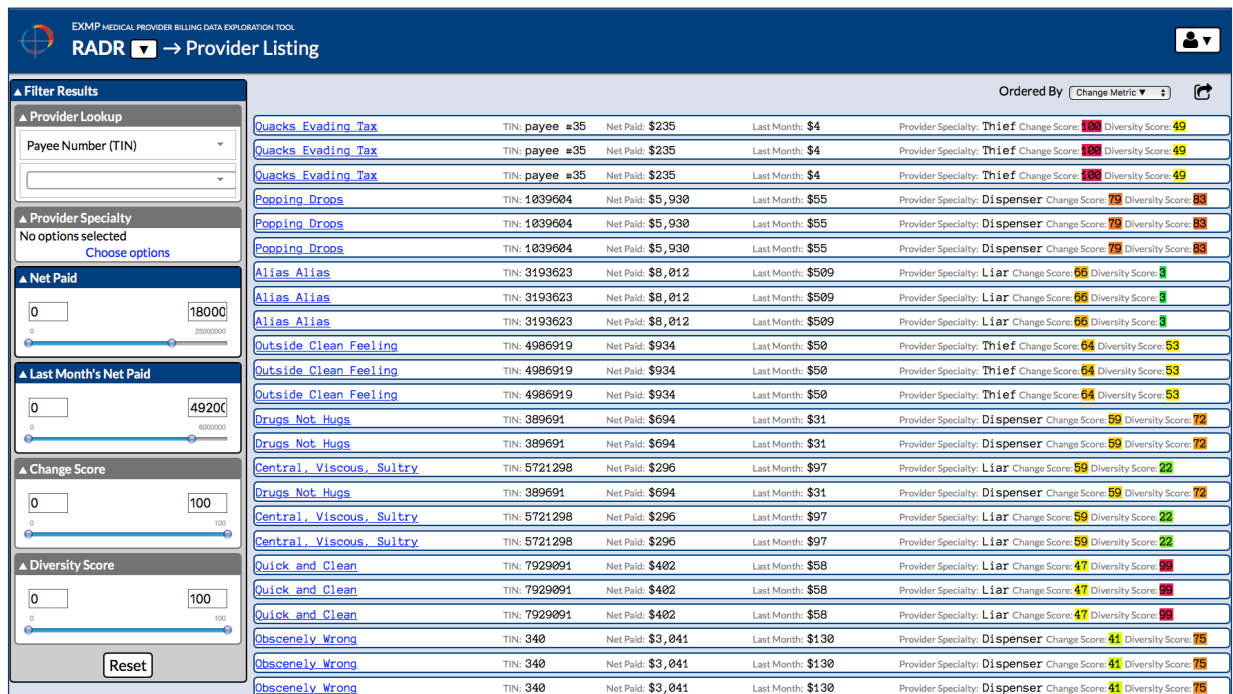 EXMP MEDICAL PROVIDER BILLING DATA EXPLORATION TOOL
RADR ▼ → Provider Listing
▲ Filter Results
▲ Provider Lookup
Payee Number (TIN)
▲ Provider Specialty
No options selected
Choose options
▲ Net Paid
0 18000
0 25000000
▲ Last Month's Net Paid
0 4920
0 6000000
▲ Change Score
0 100
0 100
▲ Diversity Score
0 100
0 100
Reset
Ordered By Change Metric ▼
Quacks Evading Tax TIN: payee #35 Net Paid: $235 Last Month: $4 Provider Specialty: Thief Change Score: 100 Diversity Score: 49
Quacks Evading Tax TIN: payee #35 Net Paid: $235 Last Month: $4 Provider Specialty: Thief Change Score: 100 Diversity Score: 49
Quacks Evading Tax TIN: payee #35 Net Paid: $235 Last Month: $4 Provider Specialty: Thief Change Score: 100 Diversity Score: 49
Popping Drops TIN: 1039604 Net Paid: $5,930 Last Month: $55 Provider Specialty: Dispenser Change Score: 79 Diversity Score: 83
Popping Drops TIN: 1039604 Net Paid: $5,930 Last Month: $55 Provider Specialty: Dispenser Change Score: 79 Diversity Score: 83
Popping Drops TIN: 1039604 Net Paid: $5,930 Last Month: $55 Provider Specialty: Dispenser Change Score: 79 Diversity Score: 83
Alias Alias TIN: 3193623 Net Paid: $8,012 Last Month: $509 Provider Specialty: Liar Change Score: 66 Diversity Score: 3
Alias Alias TIN: 3193623 Net Paid: $8,012 Last Month: $509 Provider Specialty: Liar Change Score: 66 Diversity Score: 3
Alias Alias TIN: 3193623 Net Paid: $8,012 Last Month: $509 Provider Specialty: Liar Change Score: 66 Diversity Score: 3
Outside Clean Feeling TIN: 4986919 Net Paid: $934 Last Month: $50 Provider Specialty: Thief Change Score: 64 Diversity Score: 53
Outside Clean Feeling TIN: 4986919 Net Paid: $934 Last Month: $50 Provider Specialty: Thief Change Score: 64 Diversity Score: 53
Outside Clean Feeling TIN: 4986919 Net Paid: $934 Last Month: $50 Provider Specialty: Thief Change Score: 64 Diversity Score: 53
Drugs Not Hugs TIN: 389691 Net Paid: $694 Last Month: $31 Provider Specialty: Dispenser Change Score: 59 Diversity Score: 72
Drugs Not Hugs TIN: 389691 Net Paid: $694 Last Month: $31 Provider Specialty: Dispenser Change Score: 59 Diversity Score: 72
Central, Viscous, Sultry TIN: 5721298 Net Paid: $296 Last Month: $97 Provider Specialty: Liar Change Score: 59 Diversity Score: 22
Drugs Not Hugs TIN: 389691 Net Paid: $694 Last Month: $31 Provider Specialty: Dispenser Change Score: 59 Diversity Score: 72
Central, Viscous, Sultry TIN: 5721298 Net Paid: $296 Last Month: $97 Provider Specialty: Liar Change Score: 59 Diversity Score: 22
Central, Viscous, Sultry TIN: 5721298 Net Paid: $296 Last Month: $97 Provider Specialty: Liar Change Score: 59 Diversity Score: 22
Quick and Clean TIN: 7929091 Net Paid: $402 Last Month: $58 Provider Specialty: Liar Change Score: 47 Diversity Score: 99
Quick and Clean TIN: 7929091 Net Paid: $402 Last Month: $58 Provider Specialty: Liar Change Score: 47 Diversity Score: 99
Quick and Clean TIN: 7929091 Net Paid: $402 Last Month: $58 Provider Specialty: Liar Change Score: 47 Diversity Score: 99
Obscenely Wrong TIN: 340 Net Paid: $3,041 Last Month: $130 Provider Specialty: Dispenser Change Score: 41 Diversity Score: 75
Obscenely Wrong TIN: 340 Net Paid: $3,041 Last Month: $130 Provider Specialty: Dispenser Change Score: 41 Diversity Score: 75
Obscenely Wrong TIN: 340 Net Paid: $3,041 Last Month: $130 Provider Specialty: Dispenser Change Score: 41 Diversity Score: 75